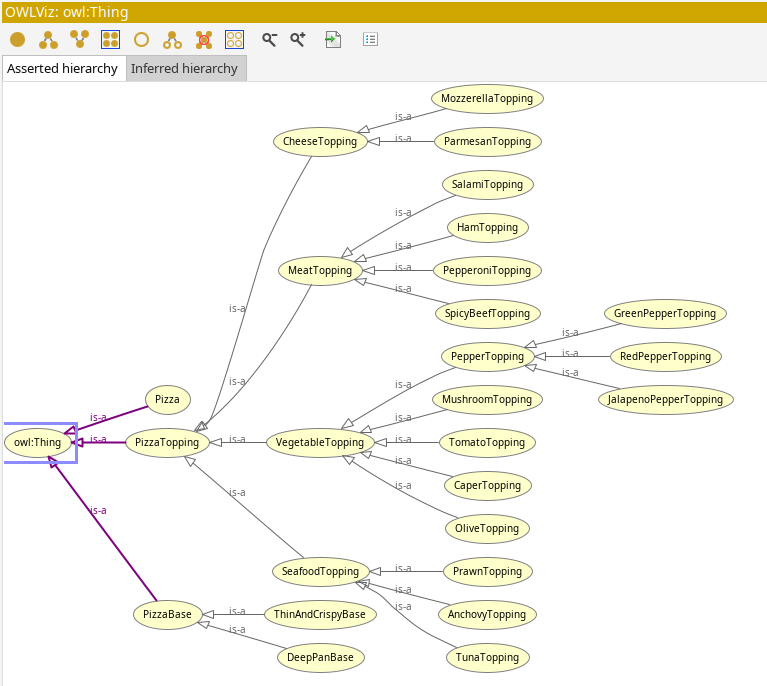 OWLViz: owl:Thing
Asserted hierarchy Inferred hierarchy
MozzerellaTopping
is-a
CheeseTopping
is-a
ParmesanTopping
SalamiTopping
is-a
HamTopping
is-a
MeatTopping
is-a
PepperoniTopping
is-a
SpicyBeefTopping
is-a
GreenPepperTopping
is-a
PepperTopping
is-a
RedPepperTopping
is-a
is-a
is-a
Pizza
MushroomTopping
JalapenoPepperTopping
is-a
is-a
owl:Thing
is-a
PizzaTopping
is-a
VegetableTopping
is-a
TomatoTopping
is-a
CaperTopping
is-a
is-a
OliveTopping
is-a
SeafoodTopping
is-a
PrawnTopping
is-a
is-a
PizzaBase
is-a
ThinAndCrispyBase
AnchovyTopping
is-a
DeepPanBase
TunaTopping